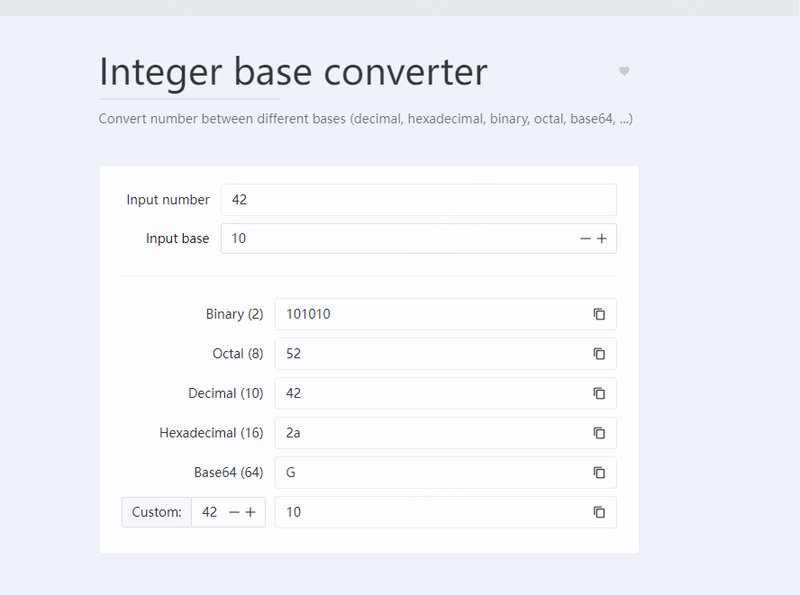 Integer base converter
Convert number between different bases (decimal, hexadecimal, binary, octal, base64, ...)
Input number 42
Input base 10
Binary (2) 101010
Octal (8) 52
Decimal (10) 42
Hexadecimal (16) 2a
Base64 (64) G
Custom: 42 10